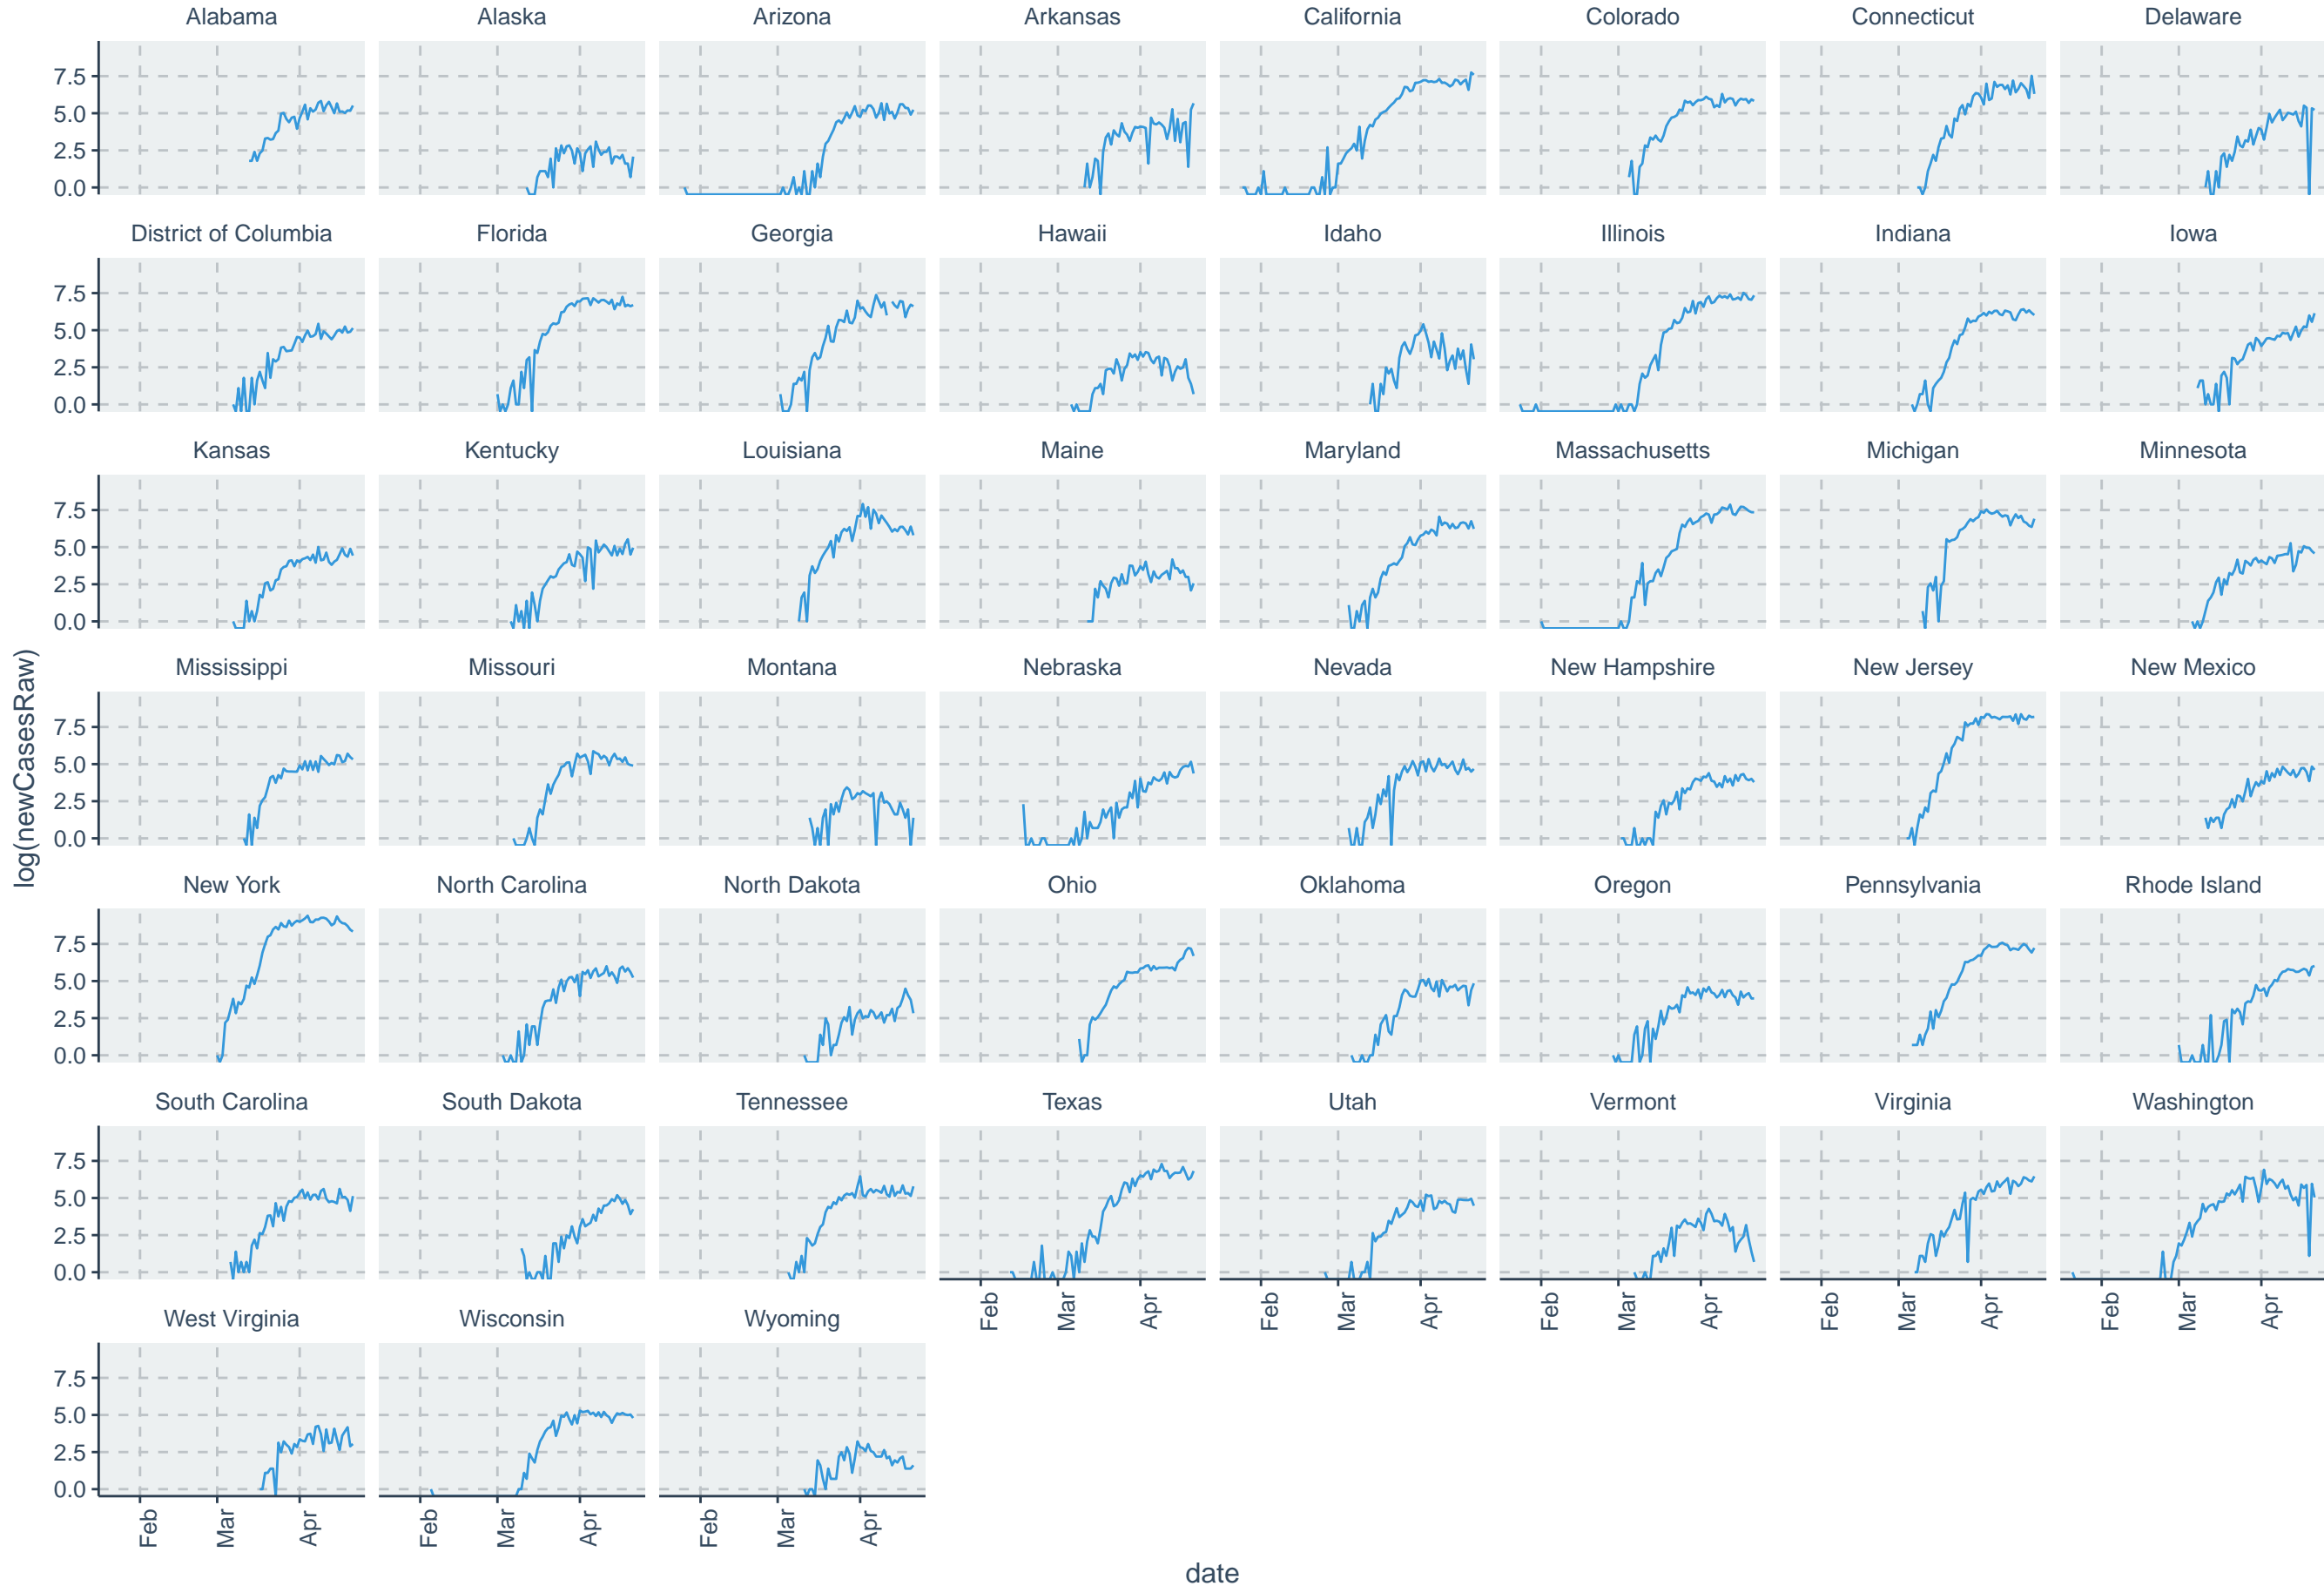 Alabama Alaska Arizona Arkansas California Colorado Connecticut Delaware
7.5
5.0
2.5
0.0
District of Columbia Florida Georgia Hawaii Idaho Illinois Indiana Iowa
7.5
5.0
2.5
0.0
Kansas Kentucky Louisiana Maine Maryland Massachusetts Michigan Minnesota
7.5
5.0
2.5
0.0
log(newCasesRaw)
Mississippi Missouri Montana Nebraska Nevada New Hampshire New Jersey New Mexico
7.5
5.0
2.5
0.0
New York North Carolina North Dakota Ohio Oklahoma Oregon Pennsylvania Rhode Island
7.5
5.0
2.5
0.0
South Carolina South Dakota Tennessee Texas Utah Vermont Virginia Washington
7.5
5.0
2.5
0.0
Feb Mar Apr Feb Mar Apr Feb Mar Apr Feb Mar Apr Feb Mar Apr
West Virginia Wisconsin Wyoming
7.5
5.0
2.5
0.0
Feb Mar Apr Feb Mar Apr Feb Mar Apr
date